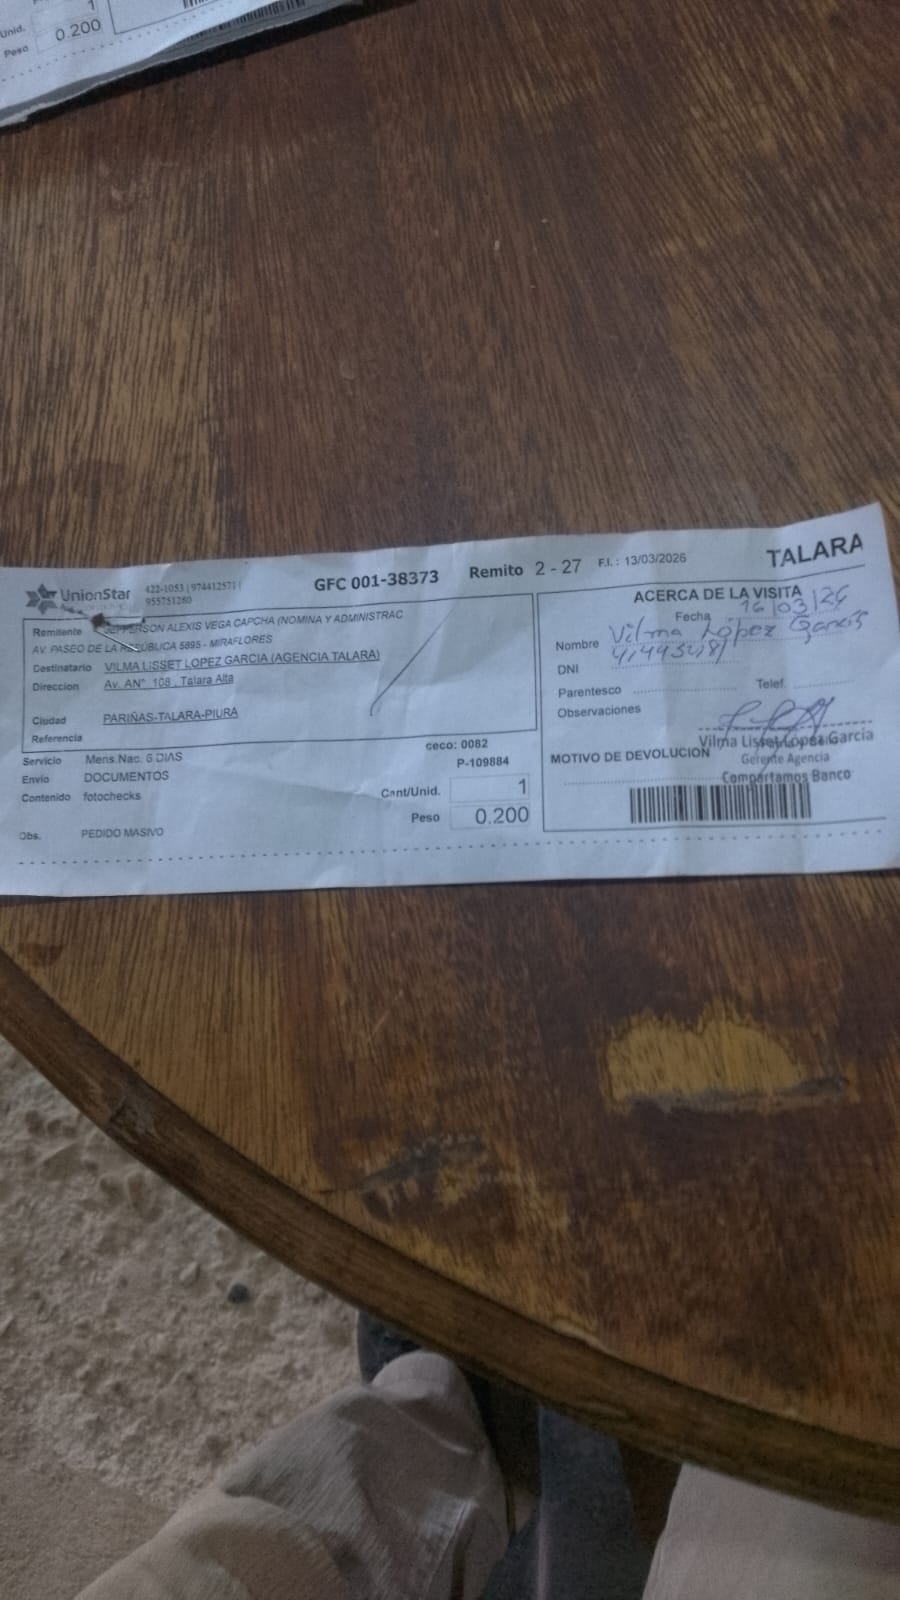 Unid. 1
Peso 0.200
UnionStar
422-1053 | 974412571 |
955751280
GFC 001-38373
Remito 2 - 27
F.I. : 13/03/2026
TALARA
Remitente JEFFERSON ALEXIS VEGA CAPCHA (NOMINA Y ADMINISTRAC
AV. PASEO DE LA REPÚBLICA 5895 - MIRAFLORES
Destinatario VILMA LISSET LOPEZ GARCIA (AGENCIA TALARA)
Direccion Av. AN° 108 , Talara Alta
Ciudad PARIÑAS-TALARA-PIURA
Referencia
Servicio Mens.Nac. 6 DIAS
Envio DOCUMENTOS
Contenido fotochecks
Obs. PEDIDO MASIVO
ceco: 0082
P-109884
Cant/Unid. 1
Peso 0.200
ACERCA DE LA VISITA
Fecha 16/03/26
Nombre Vilma López García
DNI
Parentesco
Telef.
Observaciones
Vilma Lisset Lopez García
MOTIVO DE DEVOLUCION
Gerente Agencia
Compartamos Banco